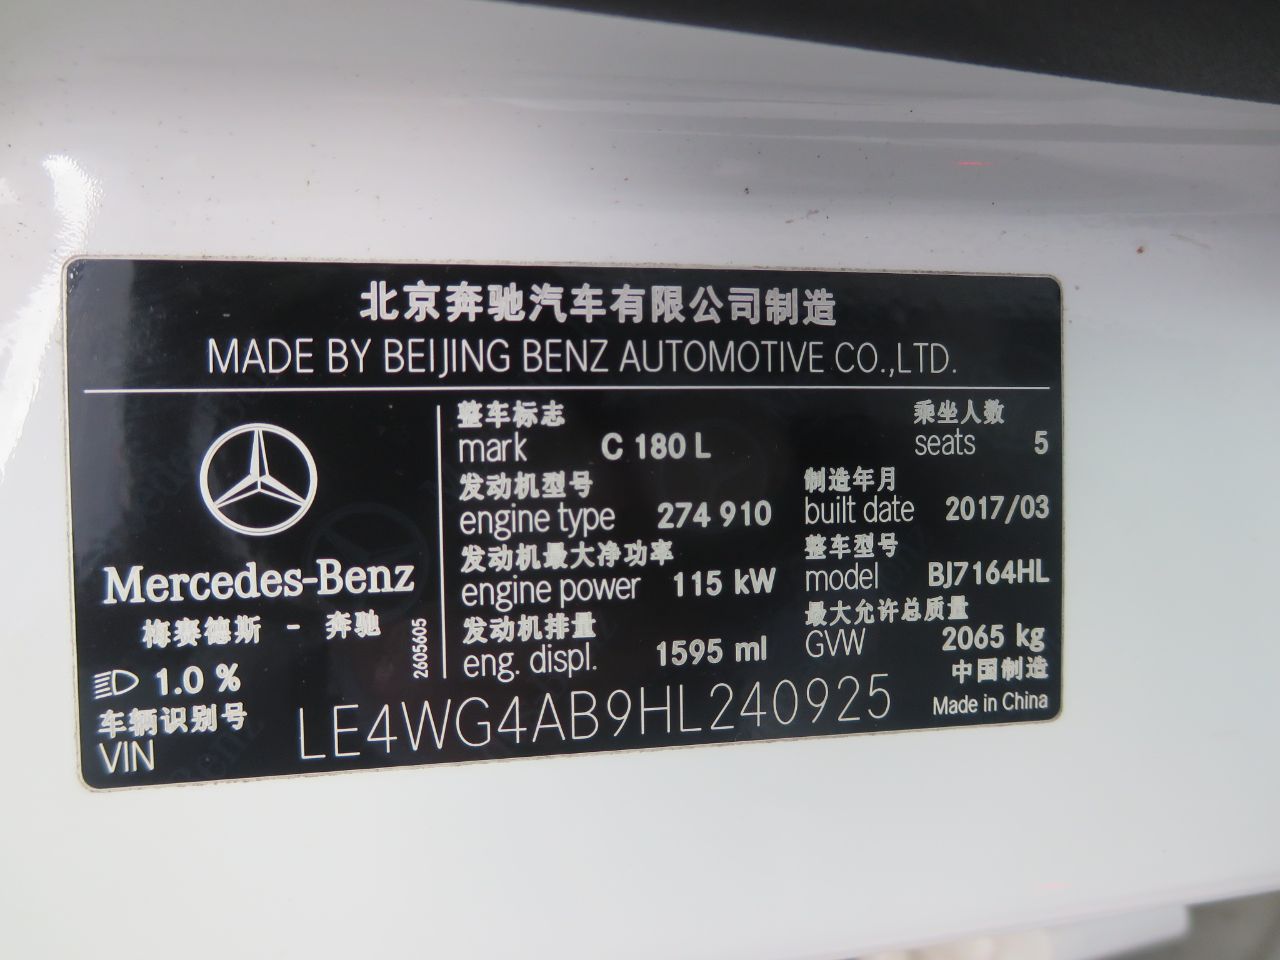 北京奔驰汽车有限公司制造
MADE BY BEIJING BENZ AUTOMOTIVE CO.,LTD.
Mercedes-Benz
梅赛德斯 - 奔驰
1.0 %
2605605
整车标志
mark C 180 L
乘坐人数
seats 5
发动机型号
engine type 274 910
制造年月
built date 2017/03
发动机最大净功率
engine power 115 kW
整车型号
model BJ7164HL
发动机排量
eng. displ. 1595 ml
最大允许总质量
GVW 2065 kg
车辆识别号
VIN LE4WG4AB9HL240925
中国制造
Made in China